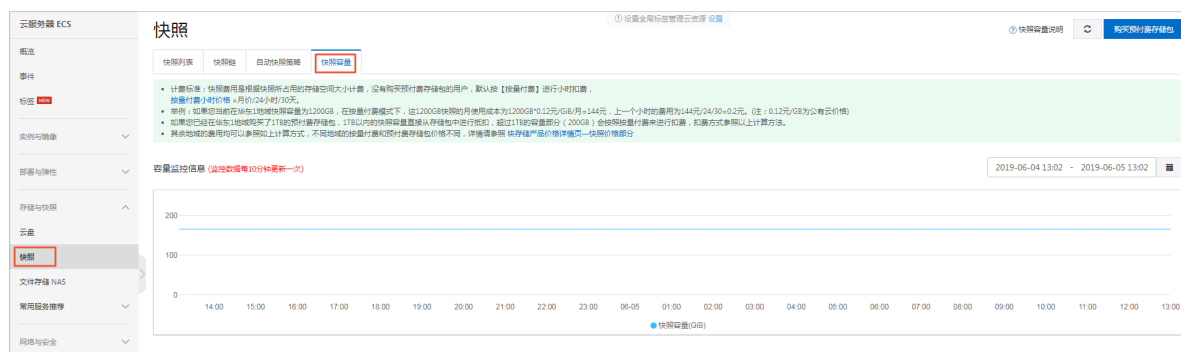 云服务器 ECS
概览
事件
标签 NEW
实例与镜像
部署与弹性
存储与快照
云盘
快照
文件存储 NAS
常用服务推荐
网络与安全
设置全局标签管理云资源 设置
快照
快照容量说明
购买预付费存储包
快照列表 快照链 自动快照策略 快照容量
计费标准：快照费用是根据快照所占用的存储空间大小计费，没有购买预付费存储包的用户，默认按【按量付费】进行小时扣费，
按量付费小时价格 =月价/24小时/30天。
举例：如果您当前在华东1地域快照容量为1200GB，在按量付费模式下，这1200GB快照的月使用成本为1200GB*0.12元/GiB/月=144元，上一个小时的费用为144元/24/30=0.2元。(注：0.12元/GB为公有云价格)
如果您已经在华东1地域购买了1TB的预付费存储包，1TB以内的快照容量直接从存储包中进行抵扣，超过1TB的容量部分（200GB）会按照按量付费来进行扣费，扣费方式参照以上计算方法。
其余地域的费用均可以参照如上计算方式，不同地域的按量付费和预付费存储包价格不同，详情请参照 块存储产品价格详情页—快照价格部分
容量监控信息 (监控数据每10分钟更新一次)
2019-06-04 13:02 - 2019-06-05 13:02
200
100
0
14:00 15:00 16:00 17:00 18:00 19:00 20:00 21:00 22:00 23:00 06-05 01:00 02:00 03:00 04:00 05:00 06:00 07:00 08:00 09:00 10:00 11:00 12:00 13:00
快照容量(GiB)